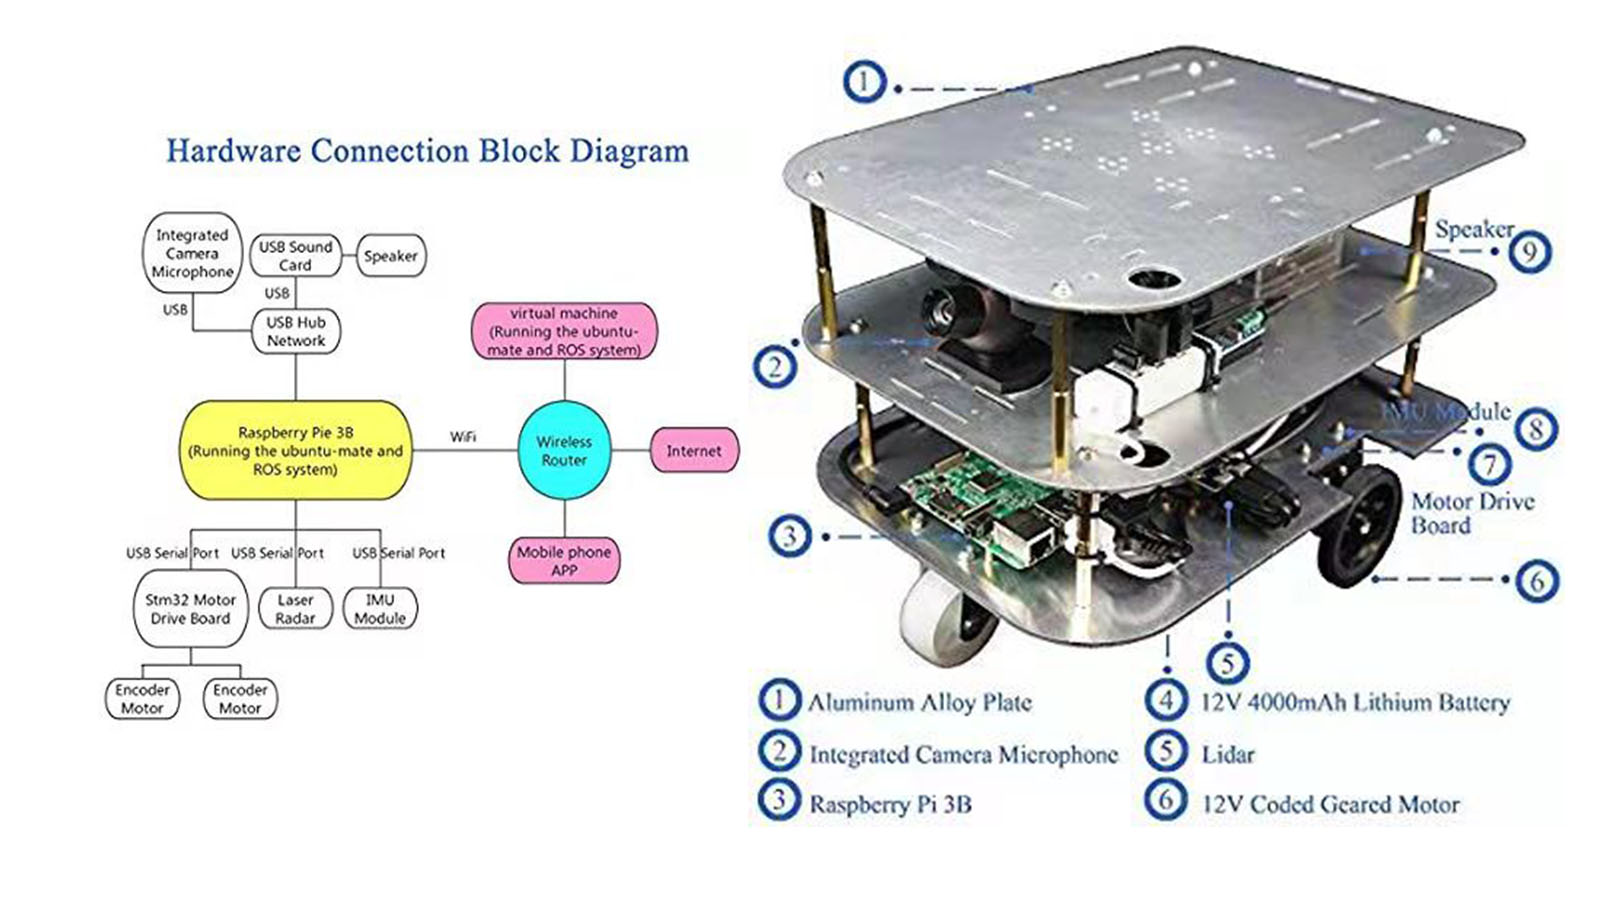 Hardware Connection Block Diagram
Integrated
Camera
Microphone
USB Sound
Card
Speaker
USB
USB
USB Hub
Network
virtual machine
(Running the ubuntu-
mate and ROS system)
Raspberry Pie 3B
(Running the ubuntu-mate and
ROS system)
WiFi
Wireless
Router
Internet
Mobile phone
APP
USB Serial Port
USB Serial Port
USB Serial Port
Stm32 Motor
Drive Board
Laser
Radar
IMU
Module
Encoder
Motor
Encoder
Motor
1
Speaker
9
2
IMU Module
8
7
Motor Drive
Board
3
6
5
1 Aluminum Alloy Plate
2 Integrated Camera Microphone
3 Raspberry Pi 3B
4 12V 4000mAh Lithium Battery
5 Lidar
6 12V Coded Geared Motor